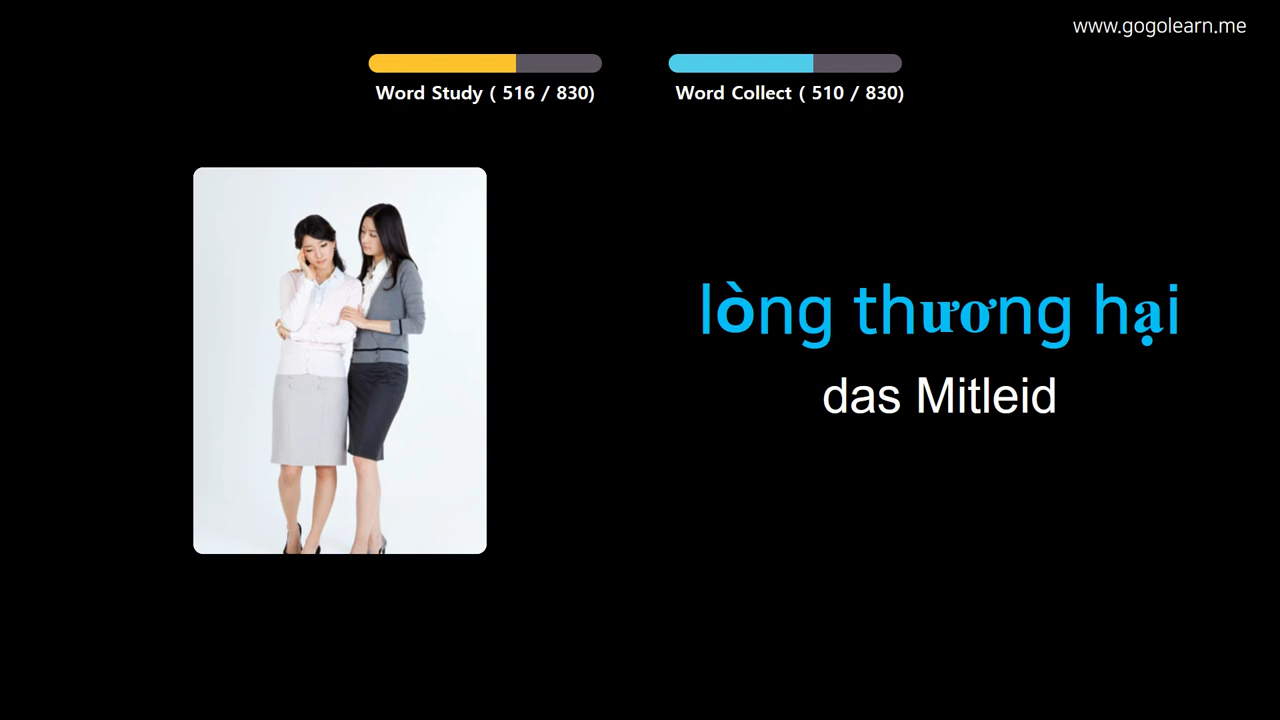 www.gogolearn.me
Word Study ( 516 / 830)
Word Collect ( 510 / 830)
lòng thương hại
das Mitleid